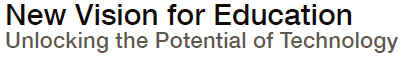 New Vision for Education
Unlocking the Potential of Technology